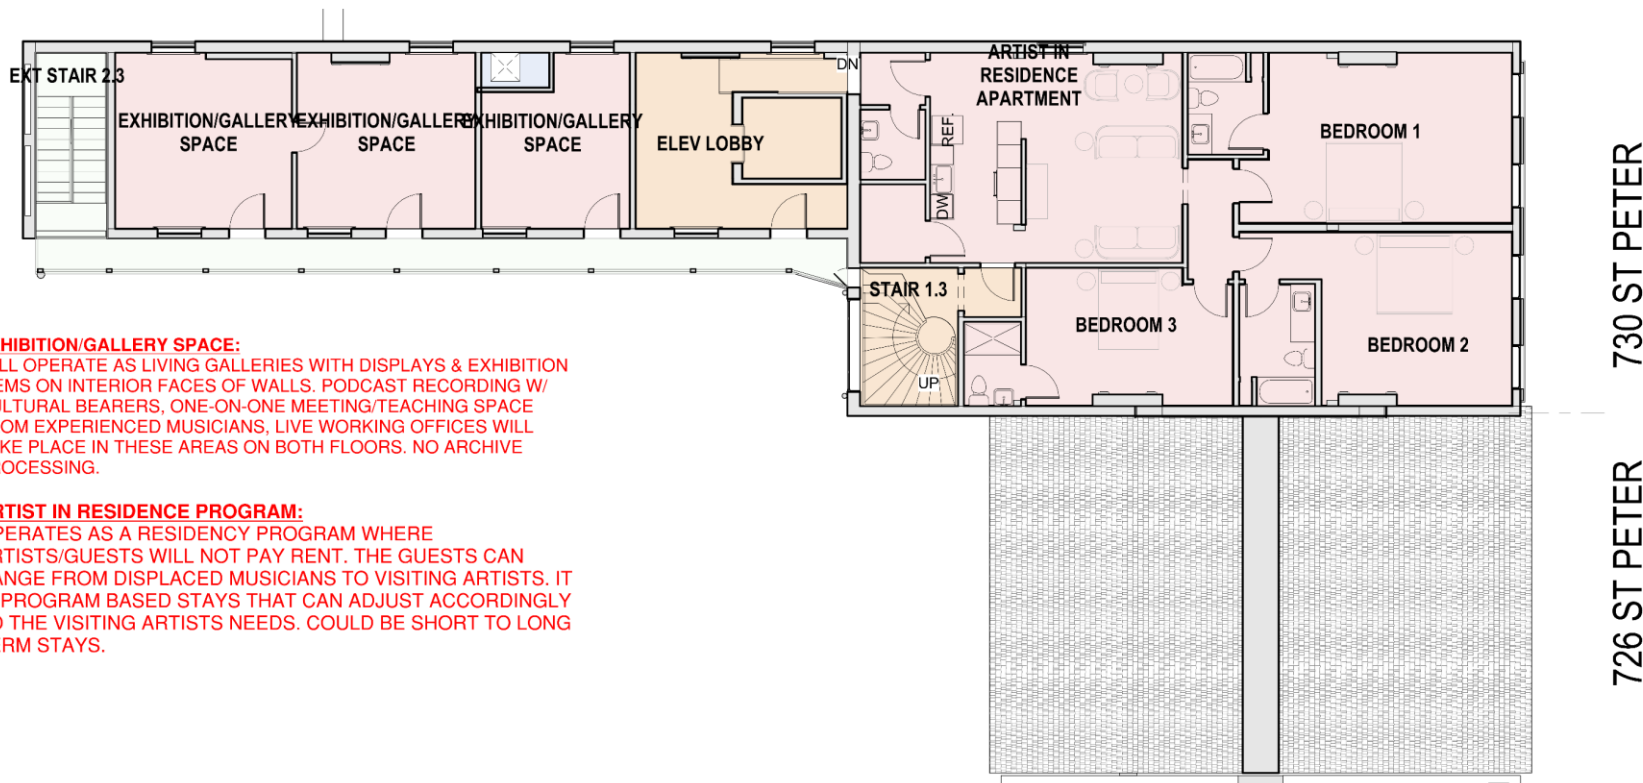 EXT STAIR 2.3
EXHIBITION/GALLERY
SPACE
EXHIBITION/GALLERY
SPACE
EXHIBITION/GALLERY
SPACE
ELEV LOBBY
DN
ARTIST IN
RESIDENCE
APARTMENT
REF.
DW
BEDROOM 1
STAIR 1.3
UP
BEDROOM 3
BEDROOM 2
730 ST PETER
726 ST PETER
HIBITION/GALLERY SPACE:
LL OPERATE AS LIVING GALLERIES WITH DISPLAYS & EXHIBITION
EMS ON INTERIOR FACES OF WALLS. PODCAST RECORDING W/
ULTURAL BEARERS, ONE-ON-ONE MEETING/TEACHING SPACE
OM EXPERIENCED MUSICIANS, LIVE WORKING OFFICES WILL
KE PLACE IN THESE AREAS ON BOTH FLOORS. NO ARCHIVE
OCESSING.
RTIST IN RESIDENCE PROGRAM:
PERATES AS A RESIDENCY PROGRAM WHERE
RTISTS/GUESTS WILL NOT PAY RENT. THE GUESTS CAN
ANGE FROM DISPLACED MUSICIANS TO VISITING ARTISTS. IT
PROGRAM BASED STAYS THAT CAN ADJUST ACCORDINGLY
O THE VISITING ARTISTS NEEDS. COULD BE SHORT TO LONG
ERM STAYS.